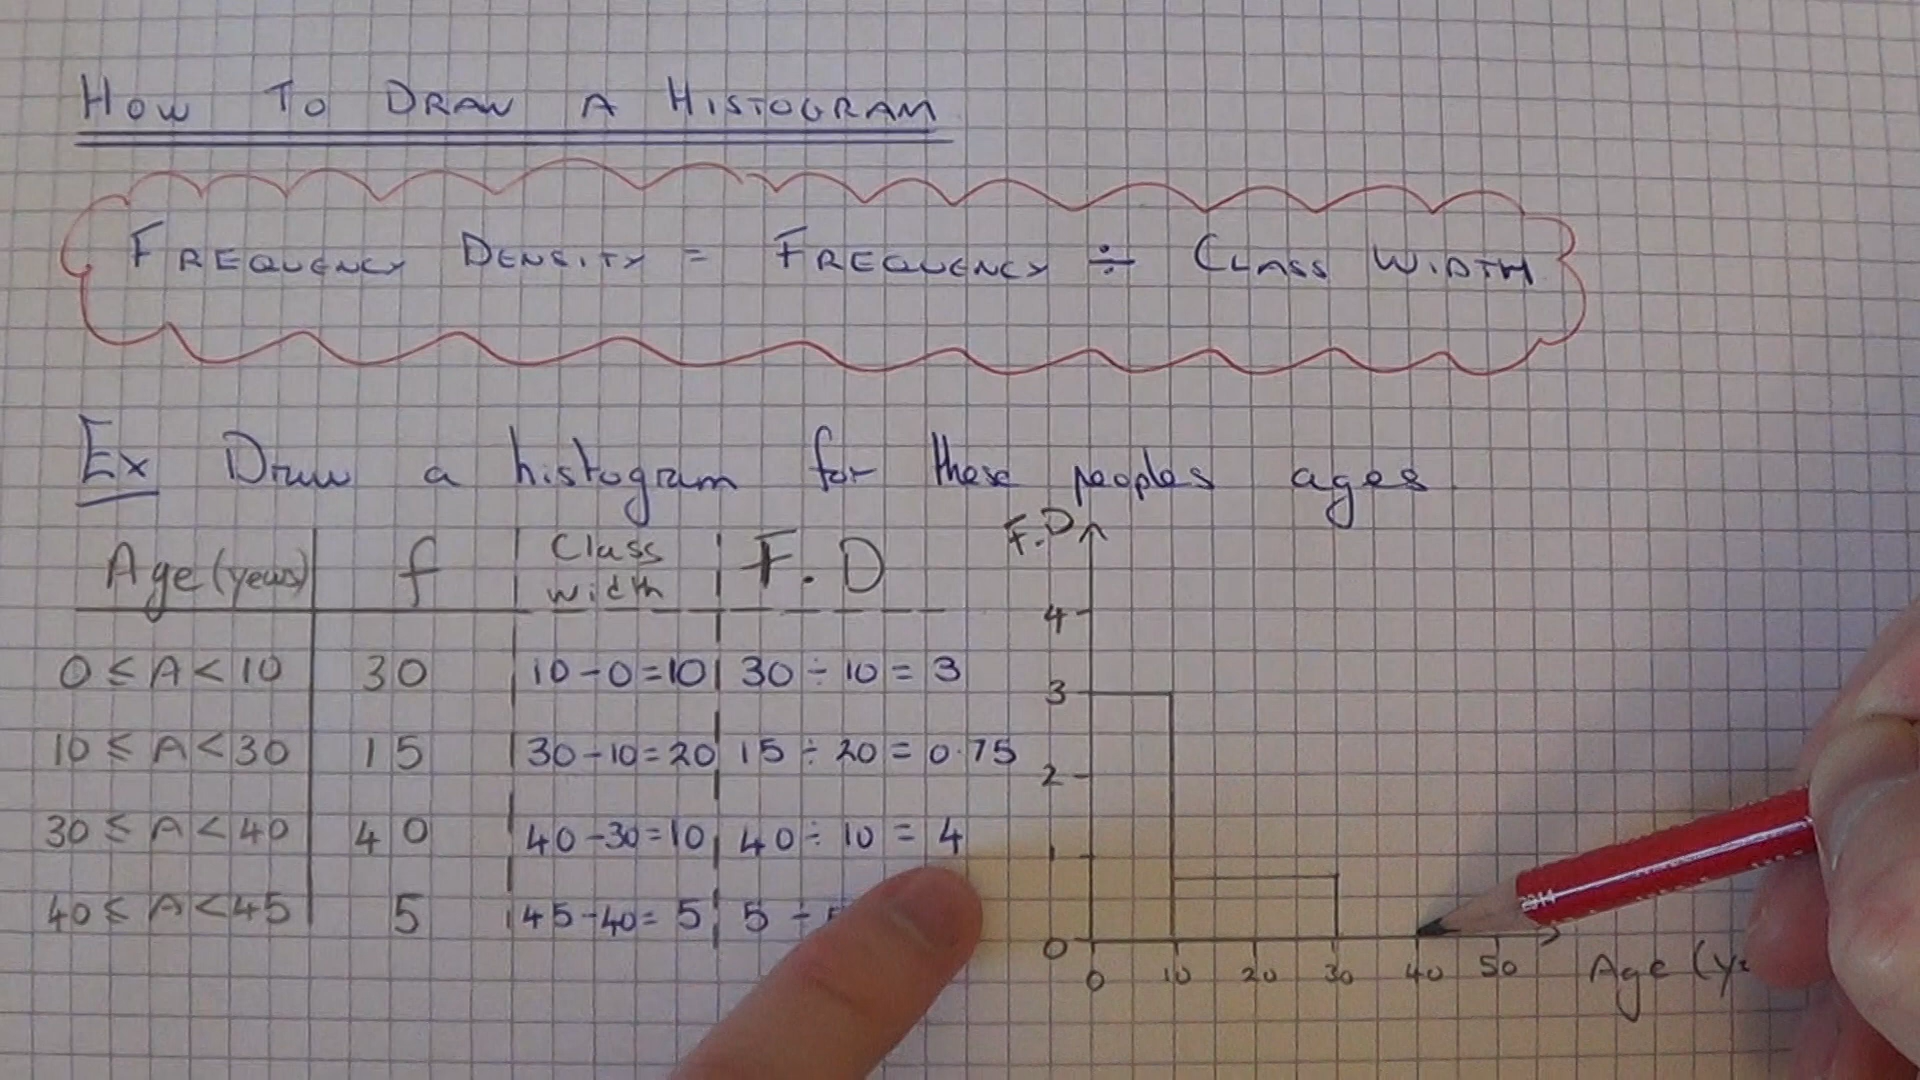 HOW TO DRAW A HISTOGRAM
FREQUENCY DENSITY = FREQUENCY ÷ CLASS WIDTH
Ex Draw a histogram for these peoples ages
Age (years) f Class width F.D
0 ≤ A < 10 30 10 - 0 = 10 30 ÷ 10 = 3
10 ≤ A < 30 15 30 - 10 = 20 15 ÷ 20 = 0.75
30 ≤ A < 40 40 40 - 30 = 10 40 ÷ 10 = 4
40 ≤ A < 45 5 45 - 40 = 5 5 ÷
F.D
4
3
2
1
0
0 10 20 30 40 50 Age (y